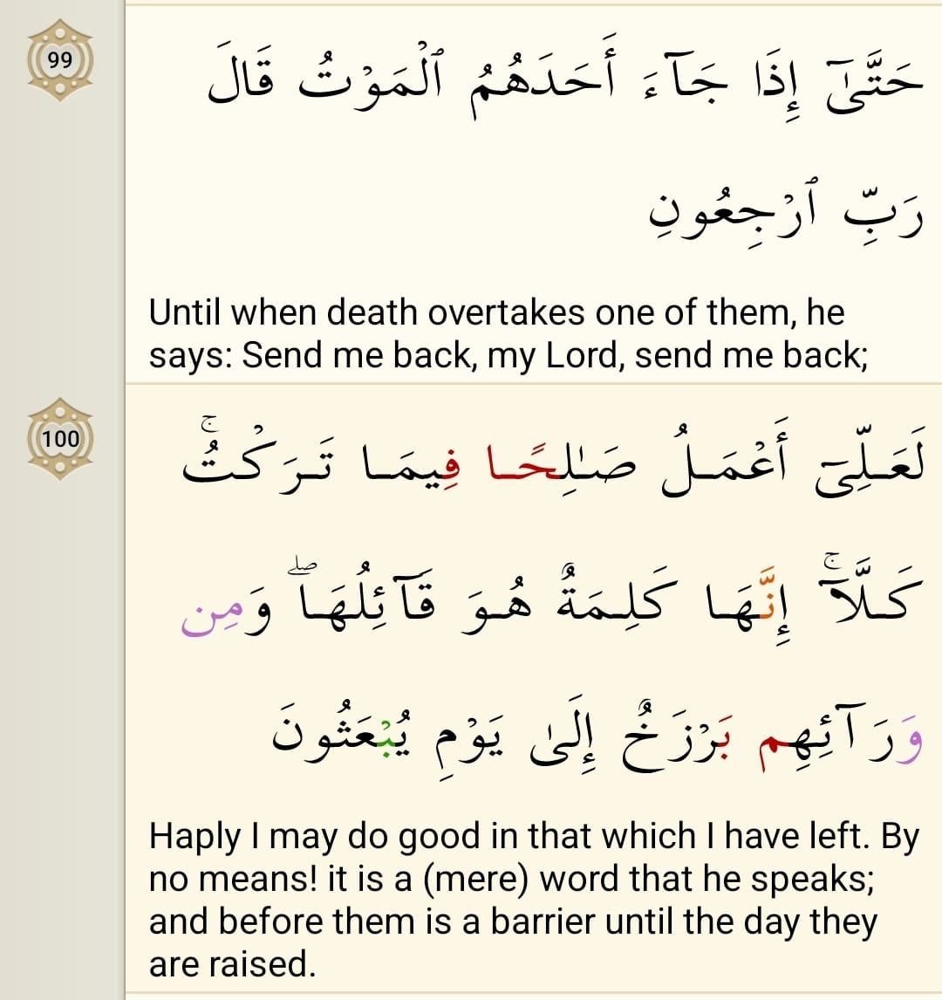 99
حَتَّىٰٓ إِذَا جَآءَ أَحَدَهُمُ ٱلْمَوْتُ قَالَ
رَبِّ ٱرْجِعُونِ
Until when death overtakes one of them, he
says: Send me back, my Lord, send me back;
100
لَعَلِّىٓ أَعْمَلُ صَـٰلِحًا فِيمَا تَرَكْتُ ۚ
كَلَّآ ۚ إِنَّهَا كَلِمَةٌ هُوَ قَآئِلُهَا ۖ وَمِن
وَرَآئِهِم بَرْزَخٌ إِلَىٰ يَوْمِ يُبْعَثُونَ
Haply I may do good in that which I have left. By
no means! it is a (mere) word that he speaks;
and before them is a barrier until the day they
are raised.